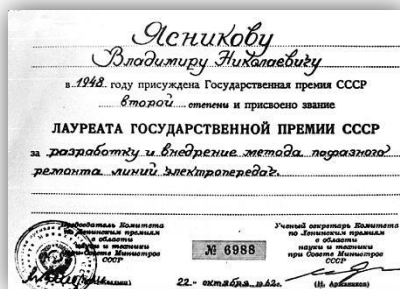 Ясникову
Владимиру Николаевичу
в 1948 году присуждена Государственная премия СССР
второй степени и присвоено звание
ЛАУРЕАТА ГОСУДАРСТВЕННОЙ ПРЕМИИ СССР
за разработку и внедрение метода пофазного
ремонта линий электропередач.
Председатель Комитета
по Ленинским премиям
в области
науки и техники
при Совете Министров
СССР
№ 6988
22 октября 1962 г.
Ученый секретарь Комитета
по Ленинским премиям
в области
науки и техники
при Совете Министров
СССР